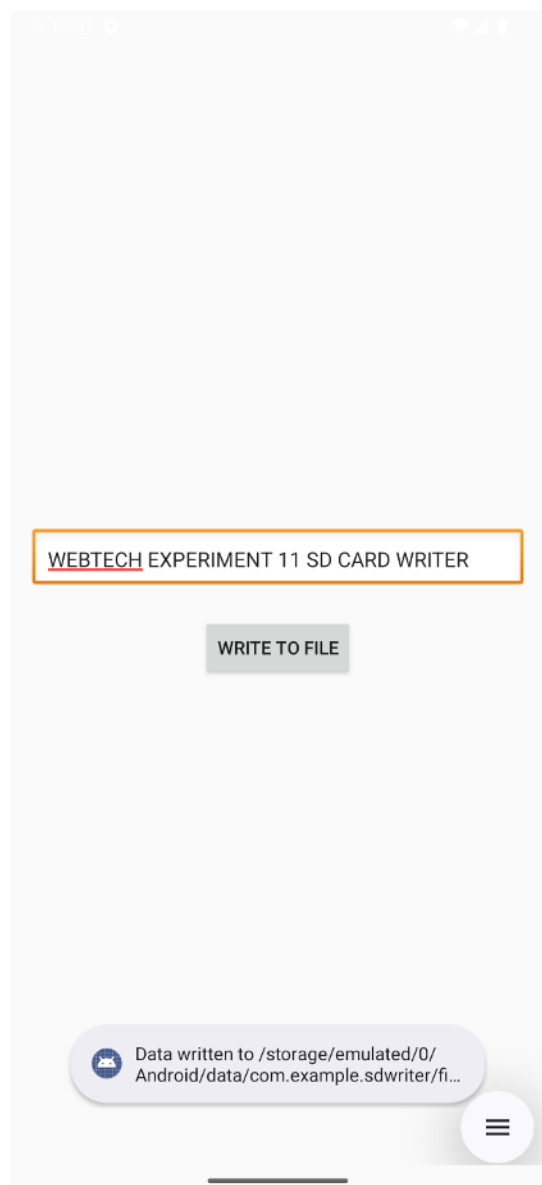 WEBTECH EXPERIMENT 11 SD CARD WRITER
WRITE TO FILE
Data written to /storage/emulated/0/
Android/data/com.example.sdwriter/fi...